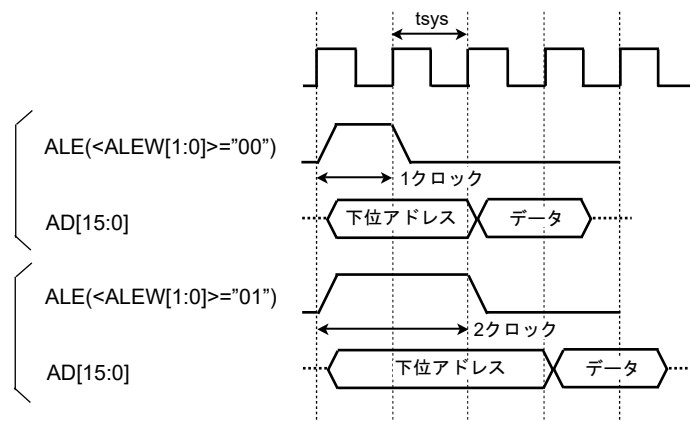 tsys
ALE(<ALEW[1:0]>=”00”)
1クロック
AD[15:0]
下位アドレス
データ
ALE(<ALEW[1:0]>=”01”)
2クロック
AD[15:0]
下位アドレス
データ